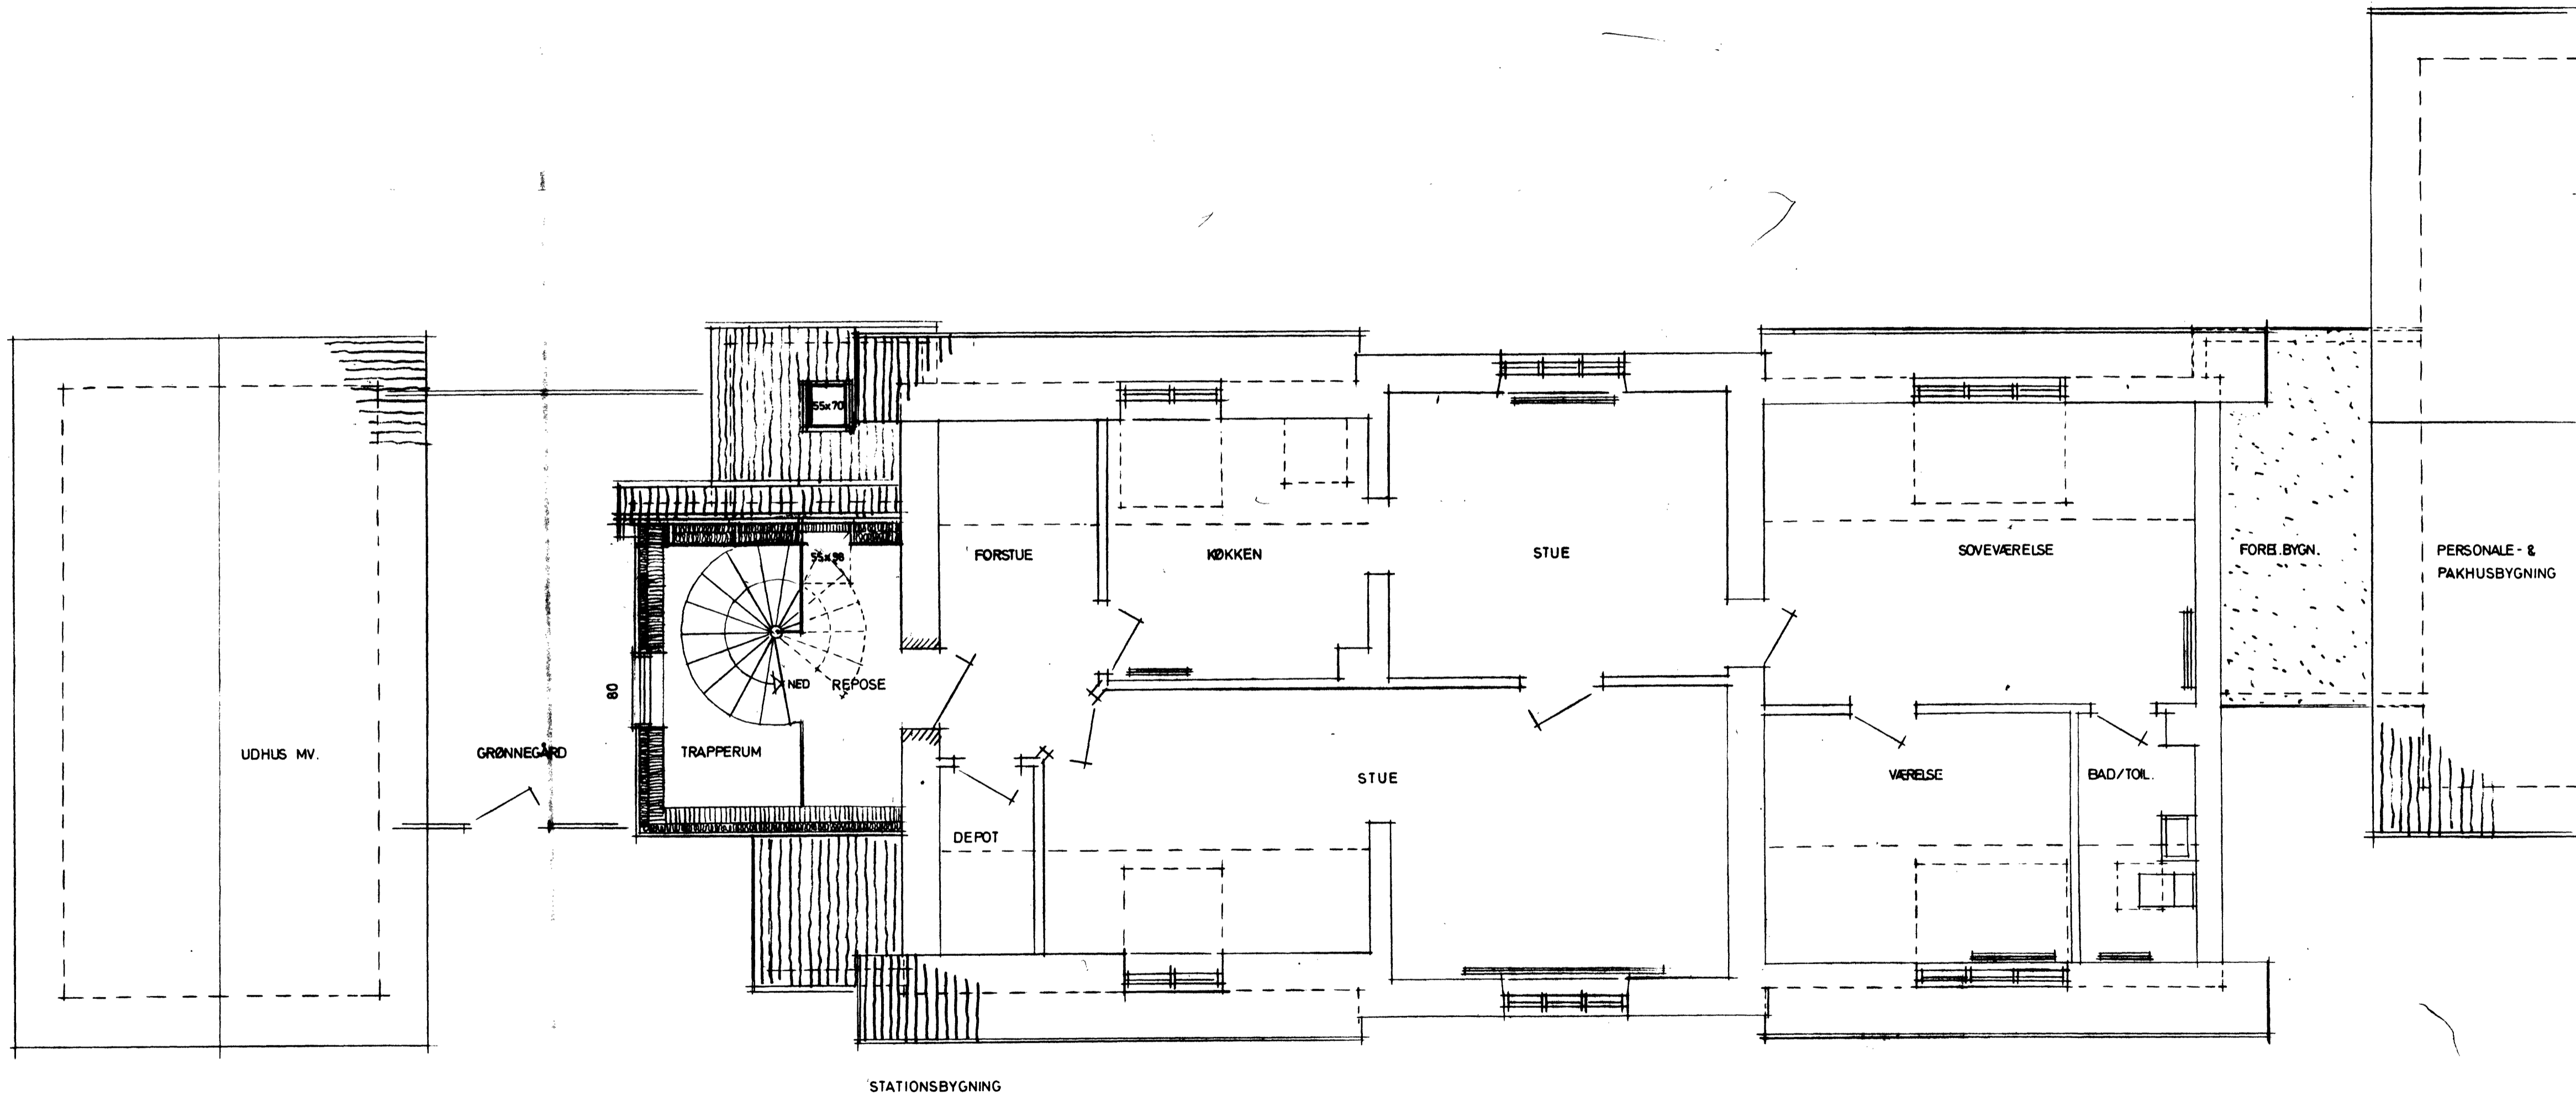 55x70
FORSTUE
KØKKEN
STUE
SOVEVÆRELSE
FORB.BYGN.
PERSONALE- &
PAKHUSBYGNING
55x98
NED
REPOSE
80
UDHUS MV.
GRØNNEGÅRD
TRAPPERUM
STUE
VÆRELSE
BAD/TOIL.
DEPOT
STATIONSBYGNING